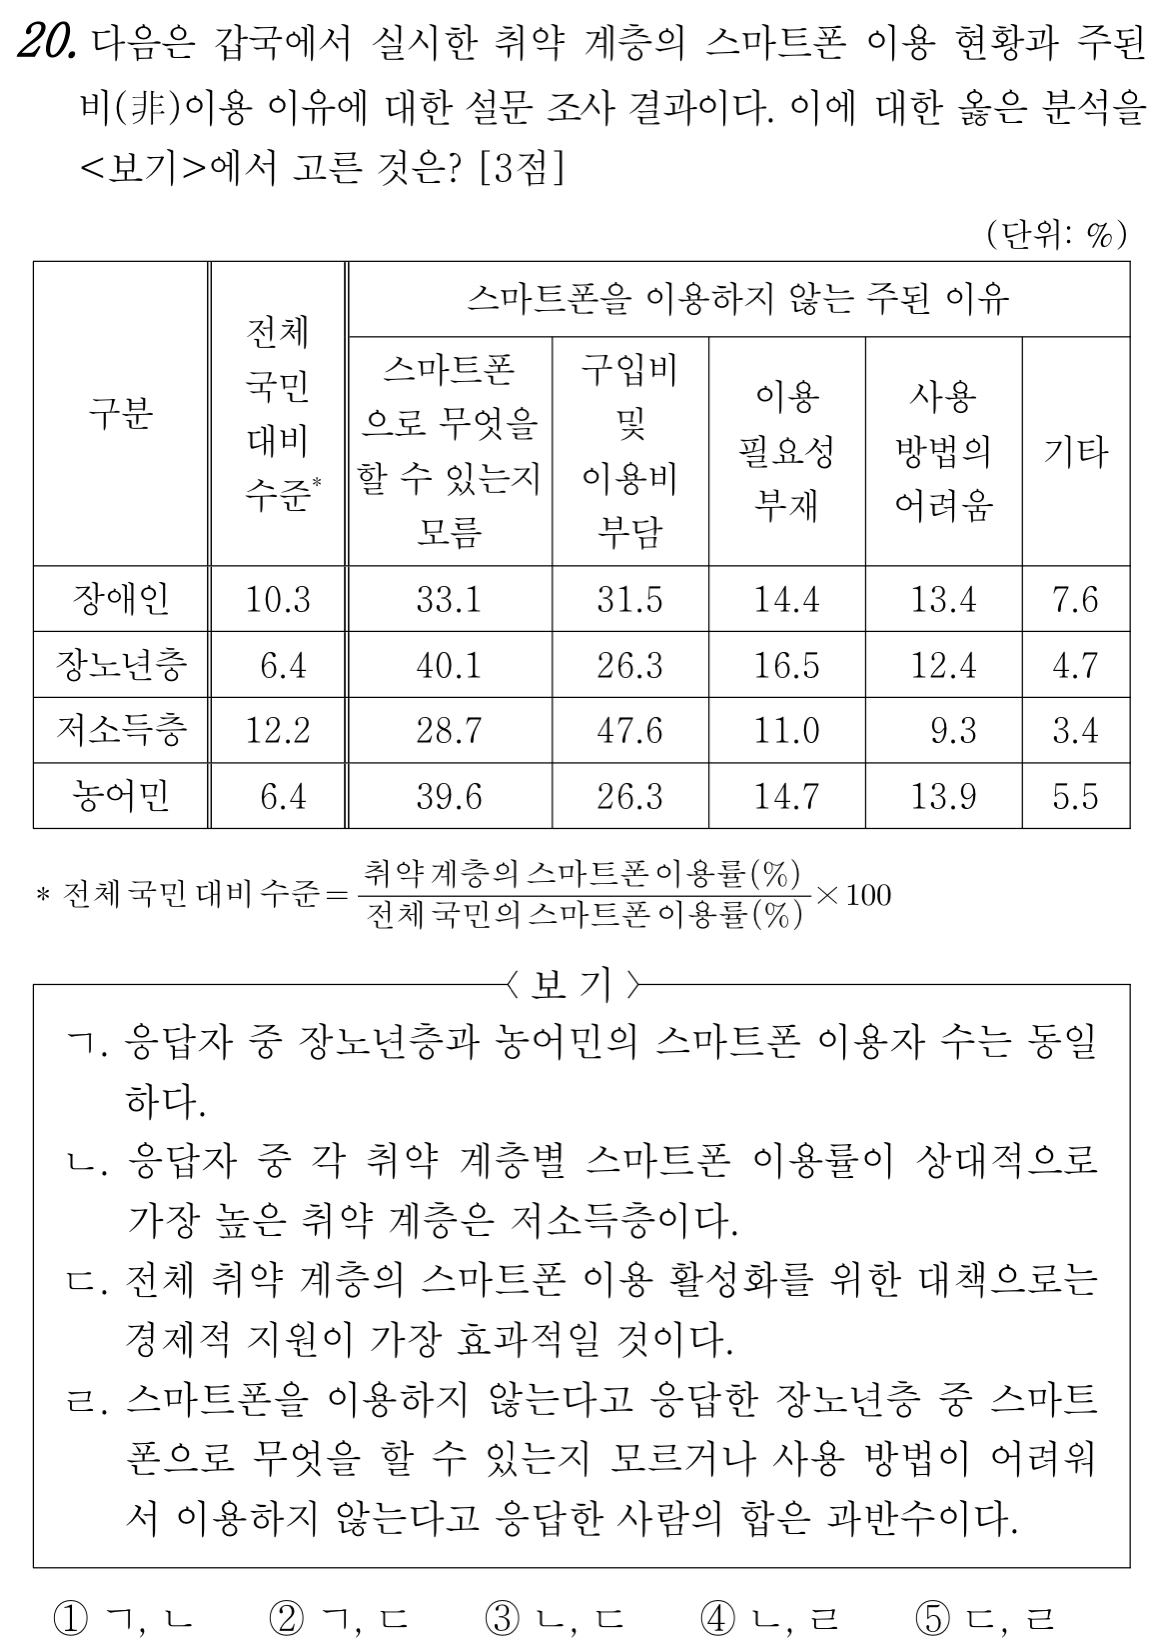 20. 다음은 갑국에서 실시한 취약 계층의 스마트폰 이용 현황과 주된
비(非)이용 이유에 대한 설문 조사 결과이다. 이에 대한 옳은 분석을
<보기>에서 고른 것은? [3점]
(단위: %)
구분
전체
국민
대비
수준*
스마트폰을 이용하지 않는 주된 이유
스마트폰
으로 무엇을
할 수 있는지
모름
구입비
및
이용비
부담
이용
필요성
부재
사용
방법의
어려움
기타
장애인 10.3 33.1 31.5 14.4 13.4 7.6
장노년층 6.4 40.1 26.3 16.5 12.4 4.7
저소득층 12.2 28.7 47.6 11.0 9.3 3.4
농어민 6.4 39.6 26.3 14.7 13.9 5.5
* 전체 국민 대비 수준 = 취약 계층의 스마트폰 이용률(%) / 전체 국민의 스마트폰 이용률(%) × 100
〈 보 기 〉
ㄱ. 응답자 중 장노년층과 농어민의 스마트폰 이용자 수는 동일
하다.
ㄴ. 응답자 중 각 취약 계층별 스마트폰 이용률이 상대적으로
가장 높은 취약 계층은 저소득층이다.
ㄷ. 전체 취약 계층의 스마트폰 이용 활성화를 위한 대책으로는
경제적 지원이 가장 효과적일 것이다.
ㄹ. 스마트폰을 이용하지 않는다고 응답한 장노년층 중 스마트
폰으로 무엇을 할 수 있는지 모르거나 사용 방법이 어려워
서 이용하지 않는다고 응답한 사람의 합은 과반수이다.
① ㄱ, ㄴ ② ㄱ, ㄷ ③ ㄴ, ㄷ ④ ㄴ, ㄹ ⑤ ㄷ, ㄹ